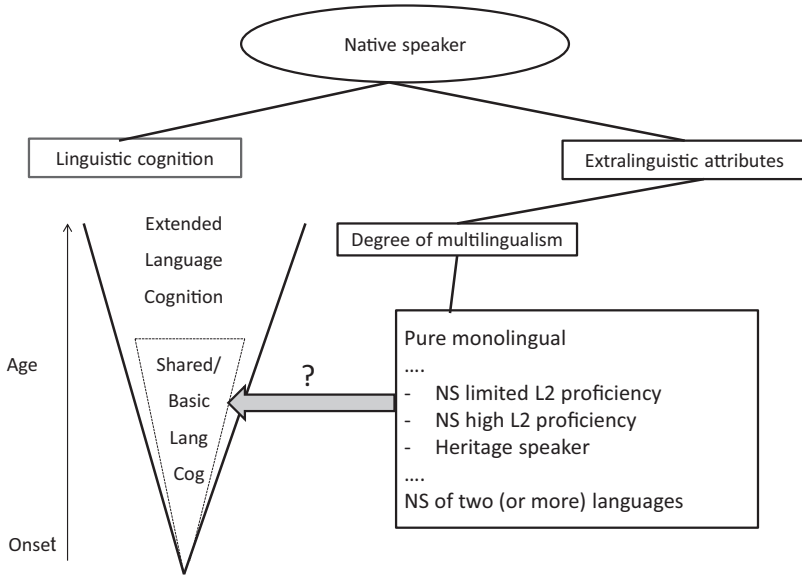 Native speaker
Linguistic cognition
Extralinguistic attributes
Extended
Language
Cognition
Degree of multilingualism
Age
Shared/
Basic
Lang
Cog
?
Pure monolingual
....
- NS limited L2 proficiency
- NS high L2 proficiency
- Heritage speaker
....
NS of two (or more) languages
Onset